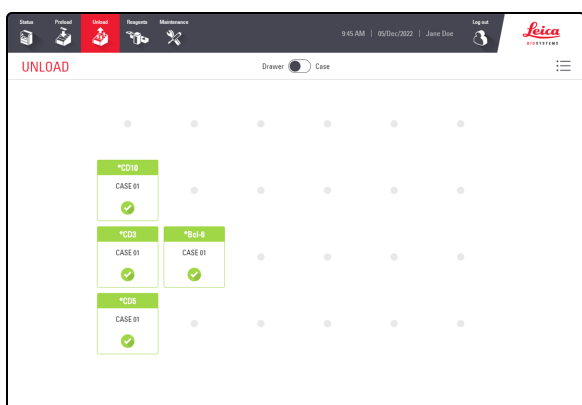 Status Preload Unload Reagents Maintenance Log out
9:45 AM | 05/Dec/2022 | Jane Doe
Leica
BIOSYSTEMS
UNLOAD Drawer Case
*CD10
CASE 01
*CD3 *Bcl-6
CASE 01 CASE 01
*CD5
CASE 01